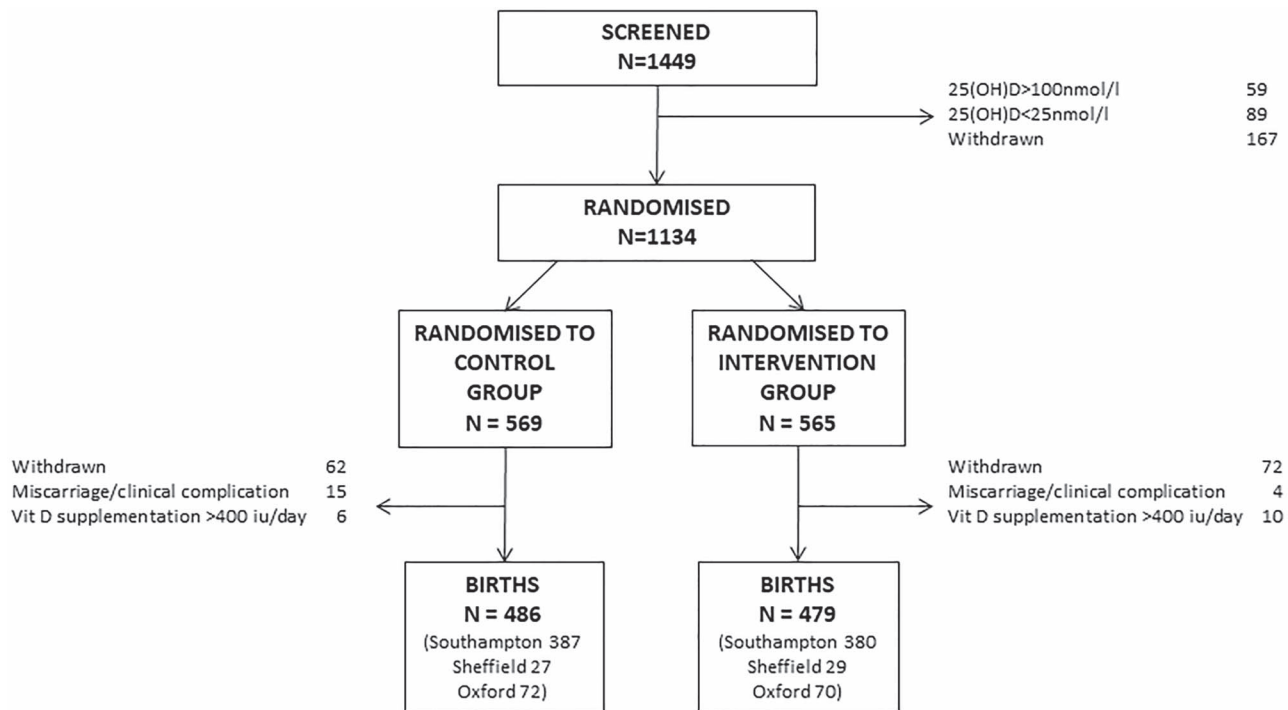 SCREENED
N=1449
25(OH)D>100nmol/l 59
25(OH)D<25nmol/l 89
Withdrawn 167
RANDOMISED
N=1134
RANDOMISED TO
CONTROL
GROUP
N = 569
RANDOMISED TO
INTERVENTION
GROUP
N = 565
Withdrawn 62
Miscarriage/clinical complication 15
Vit D supplementation >400 iu/day 6
Withdrawn 72
Miscarriage/clinical complication 4
Vit D supplementation >400 iu/day 10
BIRTHS
N = 486
(Southampton 387
Sheffield 27
Oxford 72)
BIRTHS
N = 479
(Southampton 380
Sheffield 29
Oxford 70)